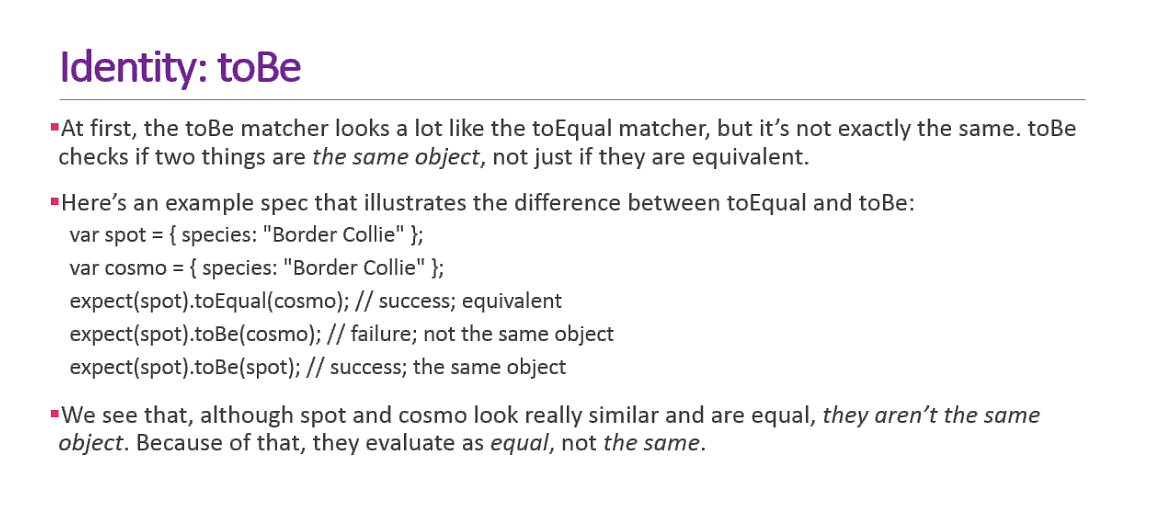 Identity: toBe
▪At first, the toBe matcher looks a lot like the toEqual matcher, but it’s not exactly the same. toBe
checks if two things are the same object, not just if they are equivalent.
▪Here’s an example spec that illustrates the difference between toEqual and toBe:
var spot = { species: "Border Collie" };
var cosmo = { species: "Border Collie" };
expect(spot).toEqual(cosmo); // success; equivalent
expect(spot).toBe(cosmo); // failure; not the same object
expect(spot).toBe(spot); // success; the same object
▪We see that, although spot and cosmo look really similar and are equal, they aren’t the same
object. Because of that, they evaluate as equal, not the same.